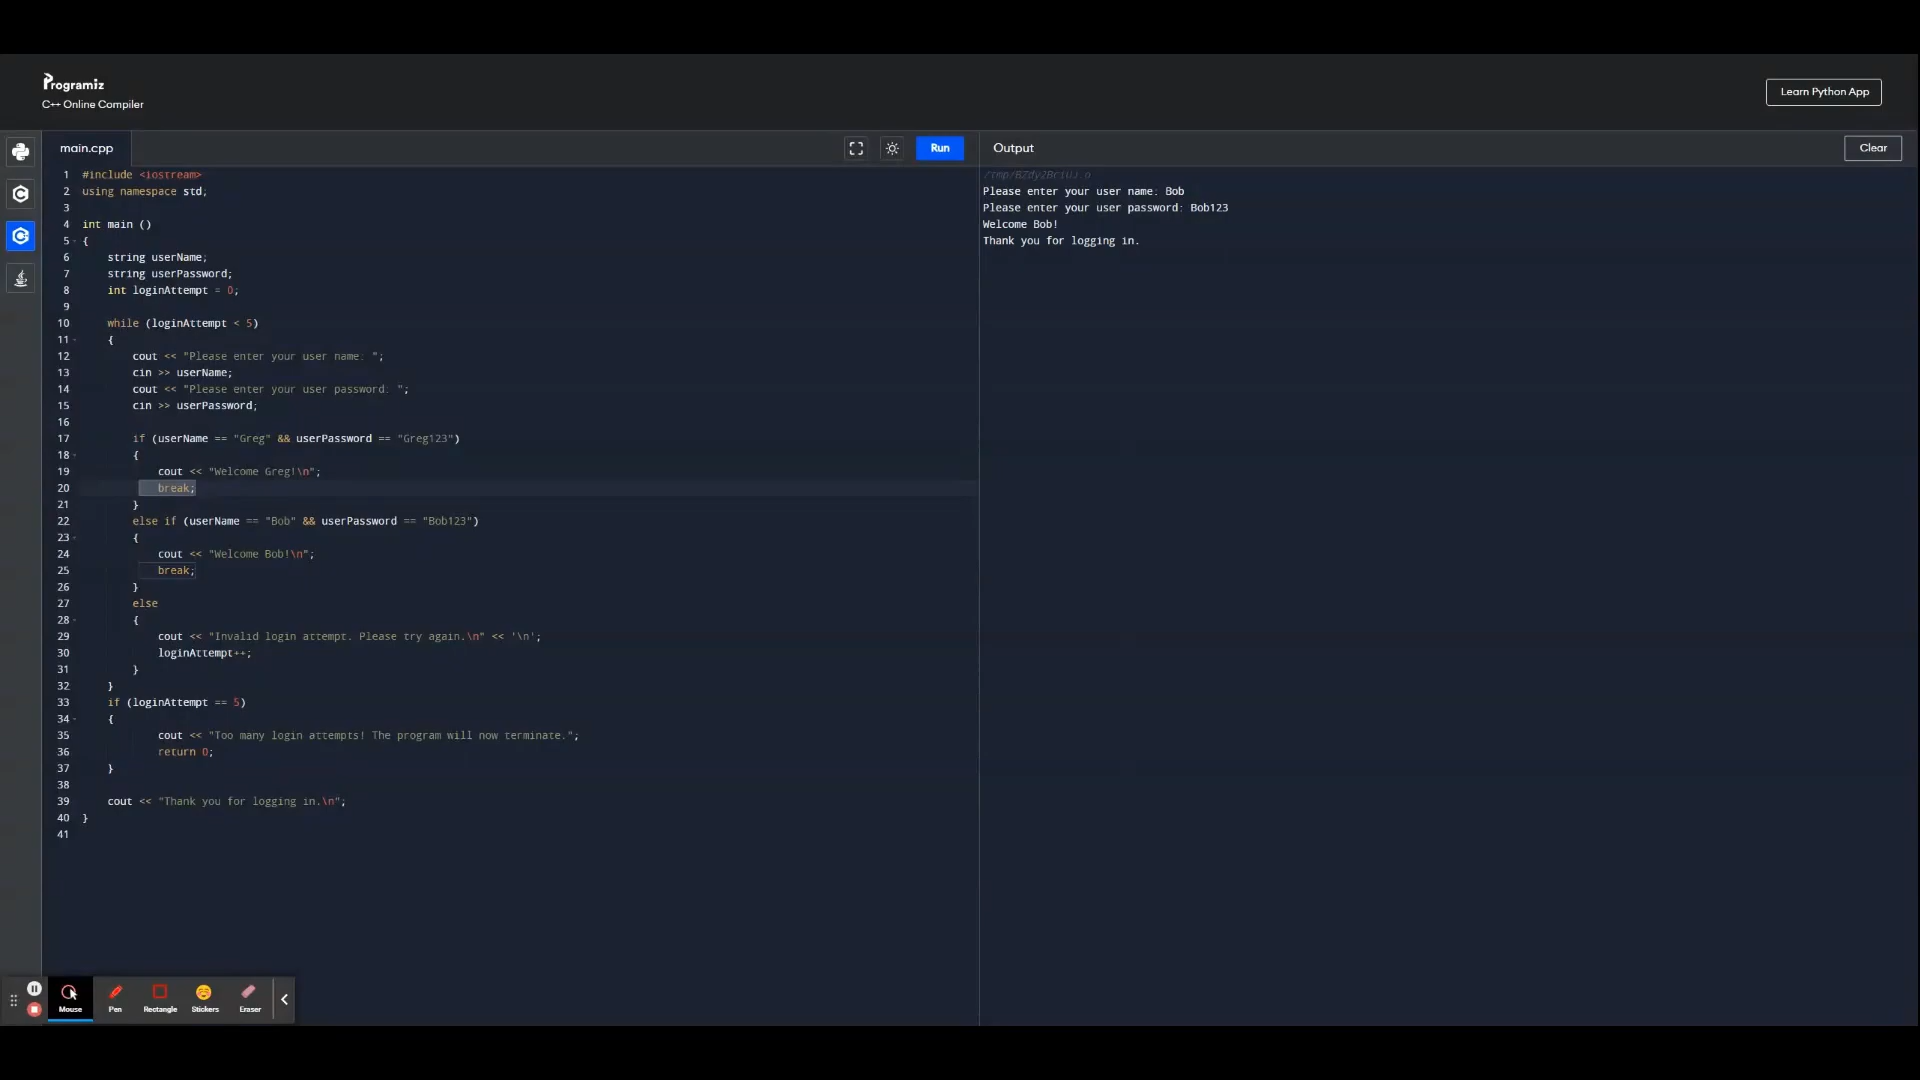 Programiz
C++ Online Compiler
Learn Python App
main.cpp
Run
Output
Clear
1 #include <iostream>
2 using namespace std;
3
4 int main ()
5 {
6 string userName;
7 string userPassword;
8 int loginAttempt = 0;
9
10 while (loginAttempt < 5)
11 {
12 cout << "Please enter your user name: ";
13 cin >> userName;
14 cout << "Please enter your user password: ";
15 cin >> userPassword;
16
17 if (userName == "Greg" && userPassword == "Greg123")
18 {
19 cout << "Welcome Greg!\n";
20 break;
21 }
22 else if (userName == "Bob" && userPassword == "Bob123")
23 {
24 cout << "Welcome Bob!\n";
25 break;
26 }
27 else
28 {
29 cout << "Invalid login attempt. Please try again.\n" << '\n';
30 loginAttempt++;
31 }
32 }
33 if (loginAttempt == 5)
34 {
35 cout << "Too many login attempts! The program will now terminate.";
36 return 0;
37 }
38
39 cout << "Thank you for logging in.\n";
40 }
41
Please enter your user name: Bob
Please enter your user password: Bob123
Welcome Bob!
Thank you for logging in.
Mouse
Pen
Rectangle
Stickers
Eraser